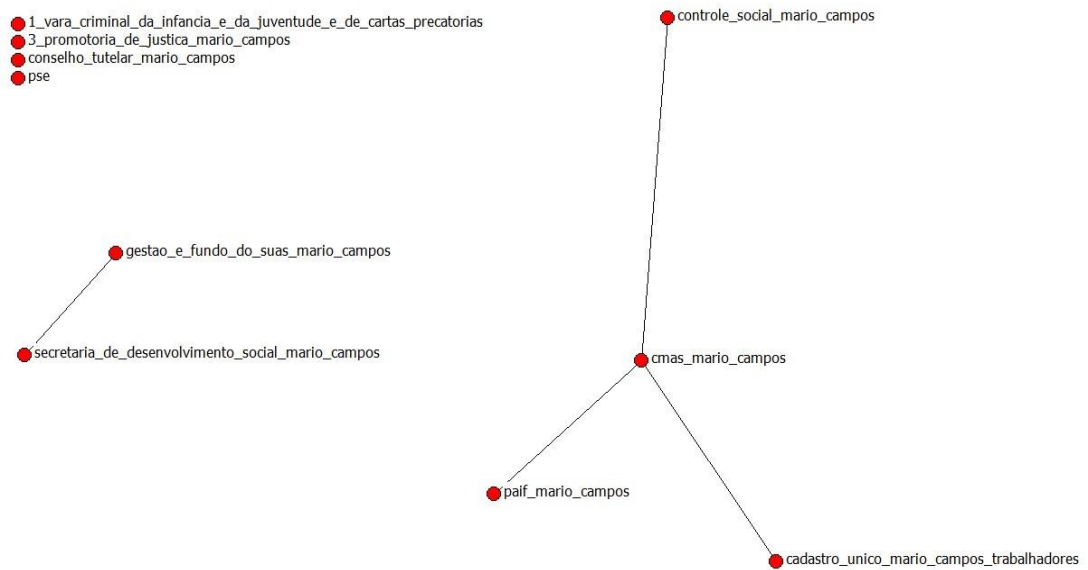 1_vara_criminal_da_infancia_e_da_juventude_e_de_cartas_precatorias
3_promotoria_de_justica_mario_campos
conselho_tutelar_mario_campos
pse
controle_social_mario_campos
gestao_e_fundo_do_suas_mario_campos
secretaria_de_desenvolvimento_social_mario_campos
cmas_mario_campos
paif_mario_campos
cadastro_unico_mario_campos_trabalhadores